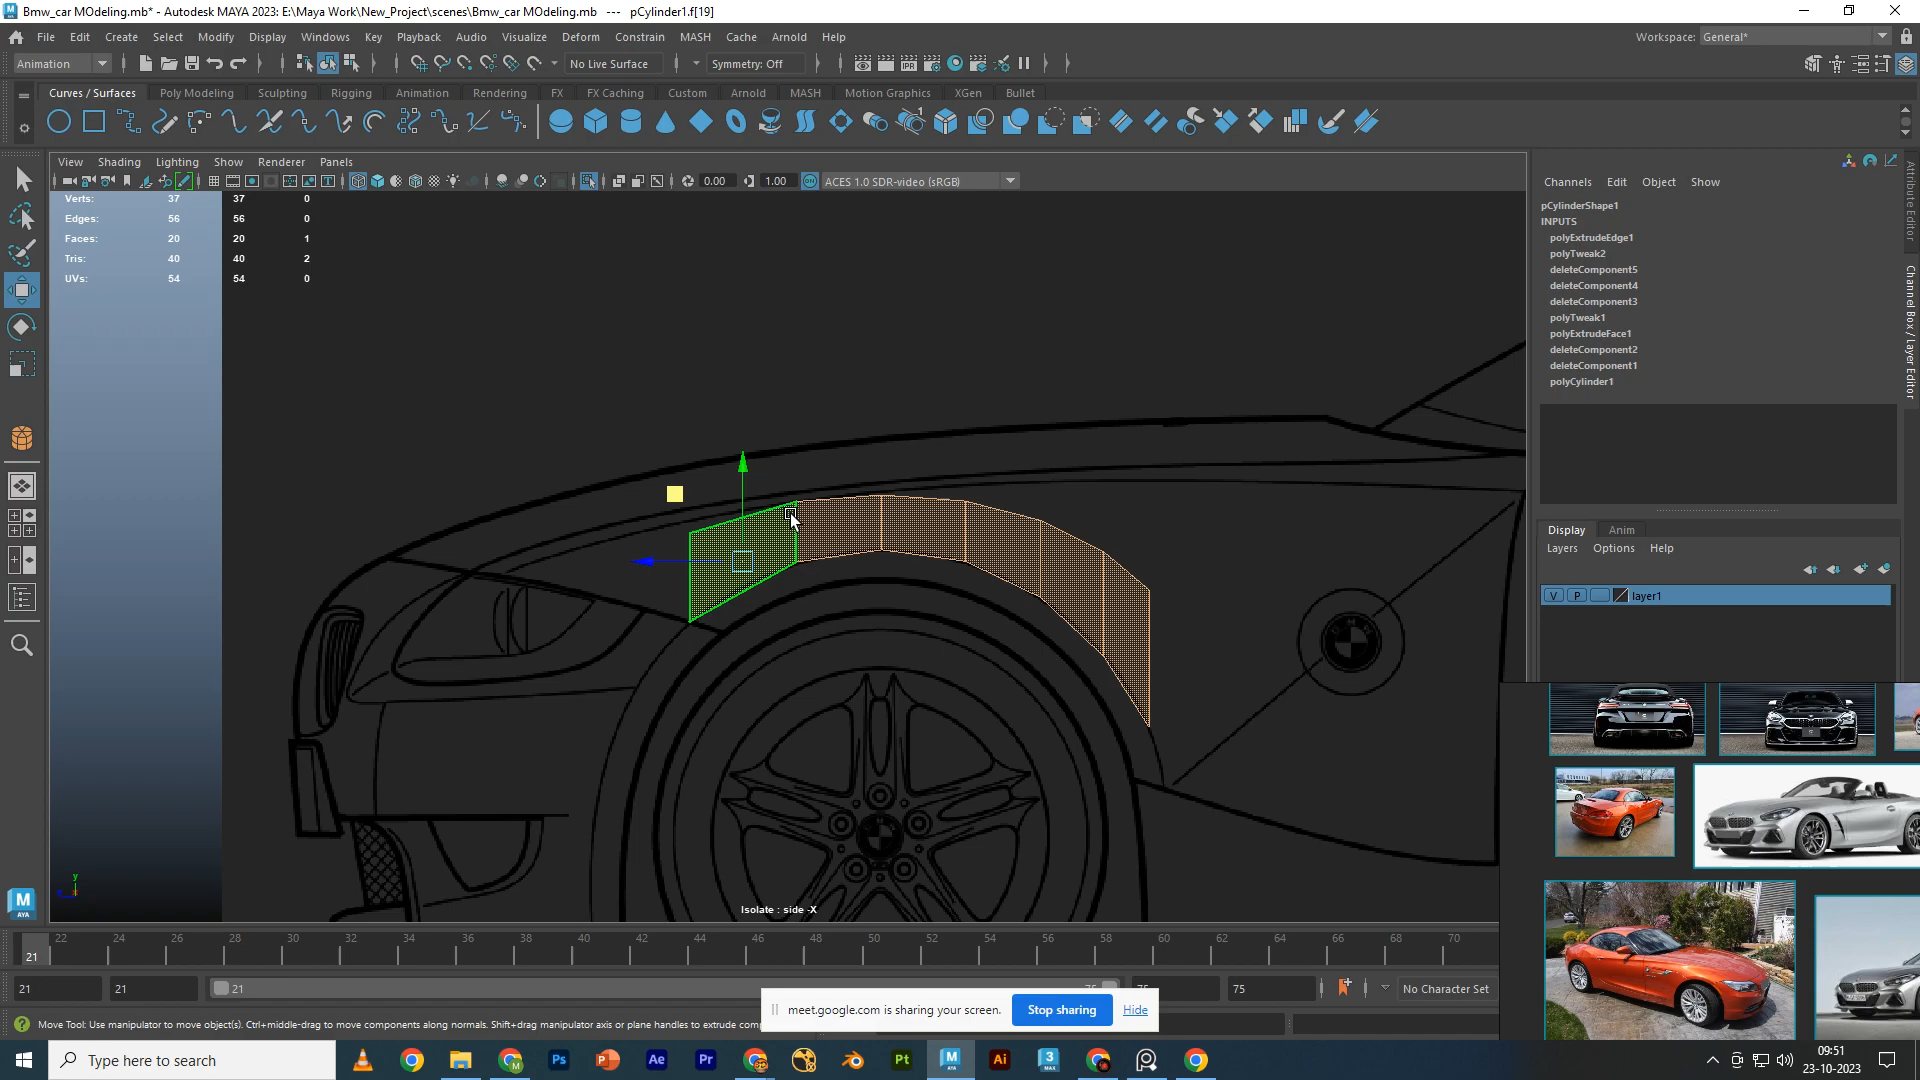 Bmw_car MOdeling.mb* - Autodesk MAYA 2023: E:\Maya Work\New_Project\scenes\Bmw_car MOdeling.mb --- pCylinder1.f[19]
File Edit Create Select Modify Display Windows Key Playback Audio Visualize Deform Constrain MASH Cache Arnold Help Workspace: General*
Animation No Live Surface Symmetry: Off
Curves / Surfaces Poly Modeling Sculpting Rigging Animation Rendering FX FX Caching Custom Arnold MASH Motion Graphics XGen Bullet
View Shading Lighting Show Renderer Panels
0.00 1.00 ACES 1.0 SDR-video (sRGB)
Channels Edit Object Show
Verts: 37 37 0
Edges: 56 56 0
Faces: 20 20 1
Tris: 40 40 2
UVs: 54 54 0
pCylinderShape1
INPUTS
polyExtrudeEdge1
polyTweak2
deleteComponent5
deleteComponent4
deleteComponent3
polyTweak1
polyExtrudeFace1
deleteComponent2
deleteComponent1
polyCylinder1
Attribute Editor
Channel Box / Layer Editor
Display Anim
Layers Options Help
V P layer1
y
Isolate : side -X
22 24 26 28 30 32 34 36 38 40 42 44 46 48 50 52 54 56 58 60 62 64 66 68 70
21
21 21 21 75 No Character Set
meet.google.com is sharing your screen. Stop sharing Hide
Move Tool: Use manipulator to move object(s). Ctrl+middle-drag to move components along normals. Shift+drag manipulator axis or plane handles to extrude com
Type here to search
09:51
23-10-2023